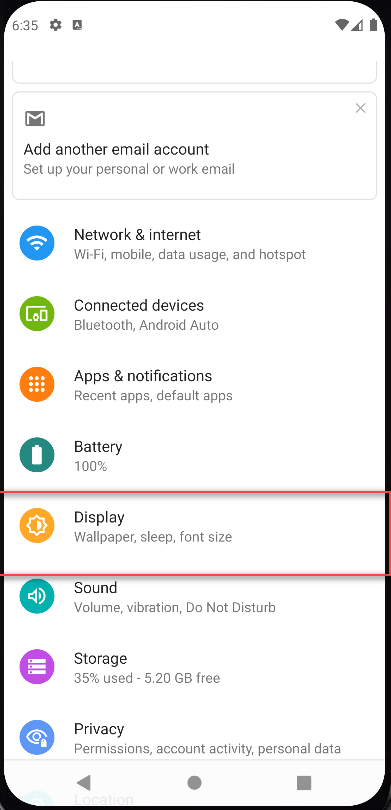 6:35
Add another email account
Set up your personal or work email
Network & internet
Wi-Fi, mobile, data usage, and hotspot
Connected devices
Bluetooth, Android Auto
Apps & notifications
Recent apps, default apps
Battery
100%
Display
Wallpaper, sleep, font size
Sound
Volume, vibration, Do Not Disturb
Storage
35% used - 5.20 GB free
Privacy
Permissions, account activity, personal data
Location